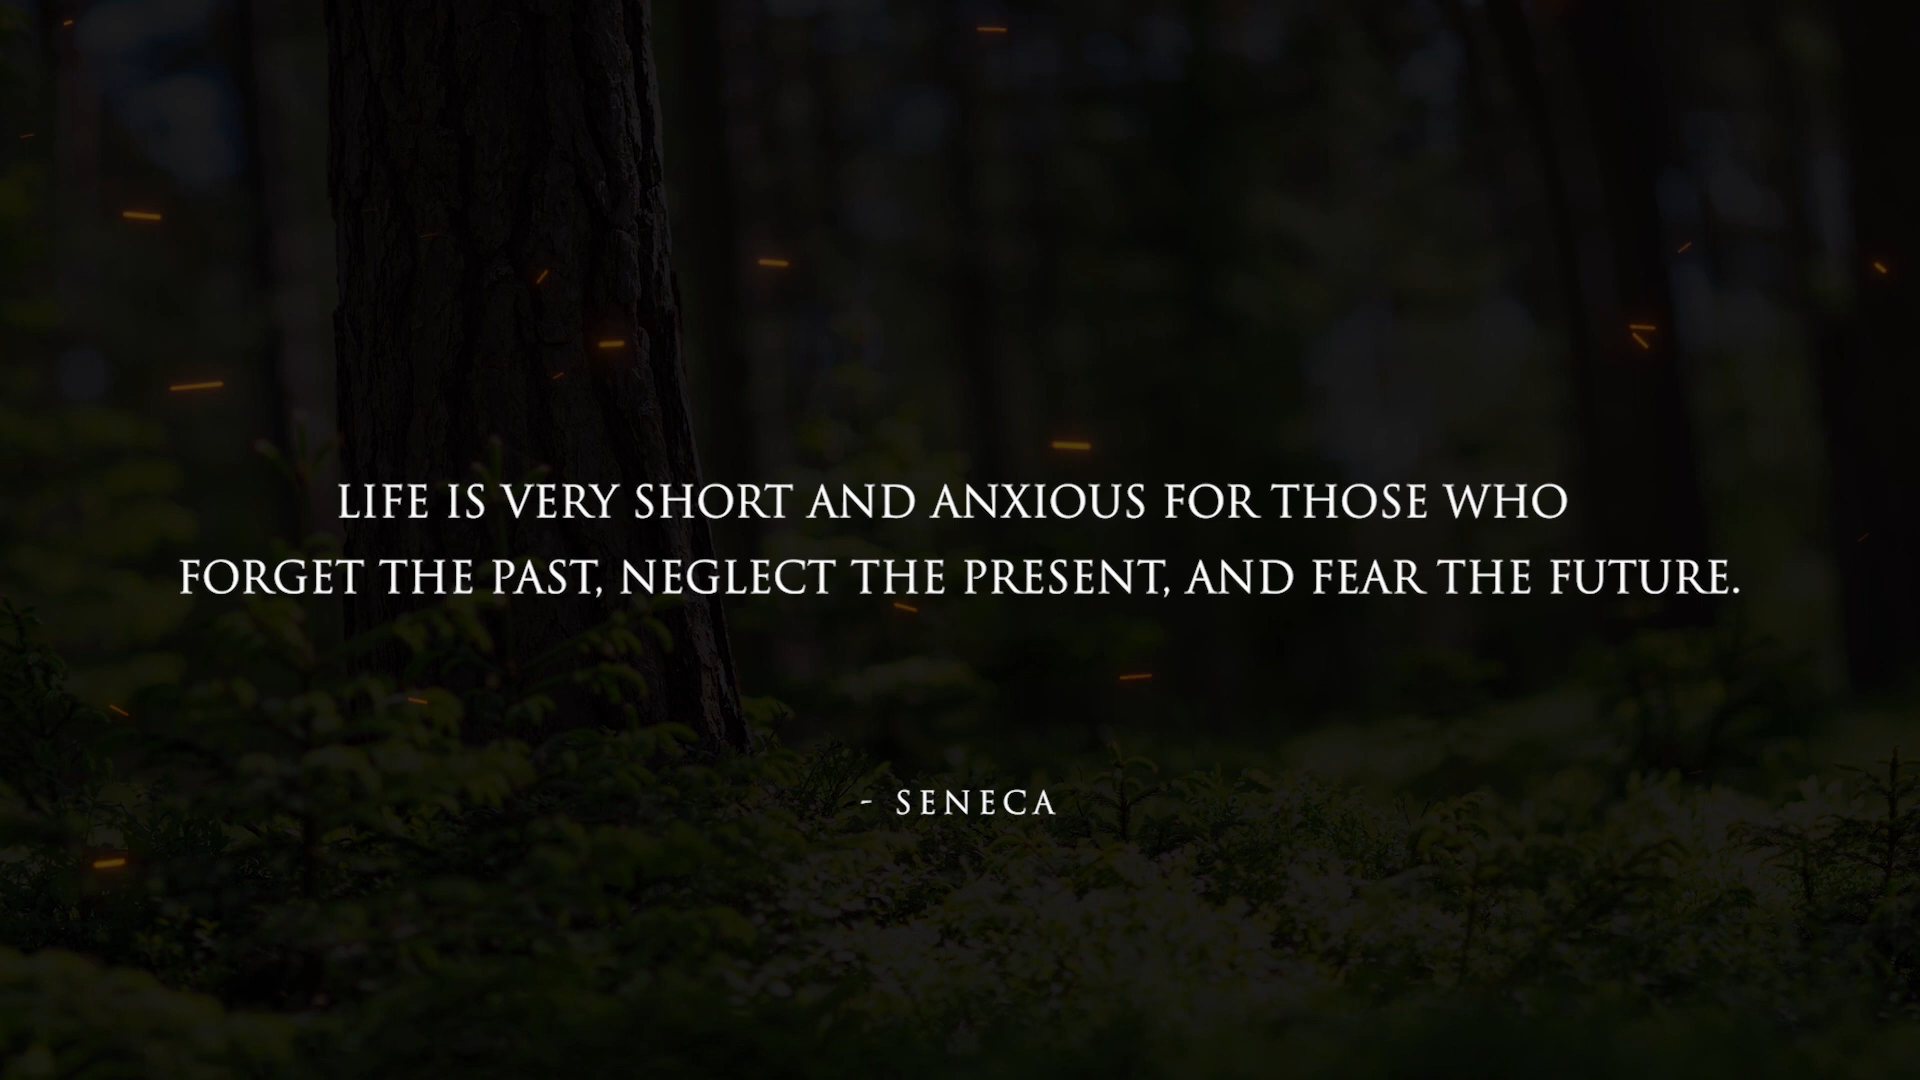 LIFE IS VERY SHORT AND ANXIOUS FOR THOSE WHO
FORGET THE PAST, NEGLECT THE PRESENT, AND FEAR THE FUTURE.
- SENECA